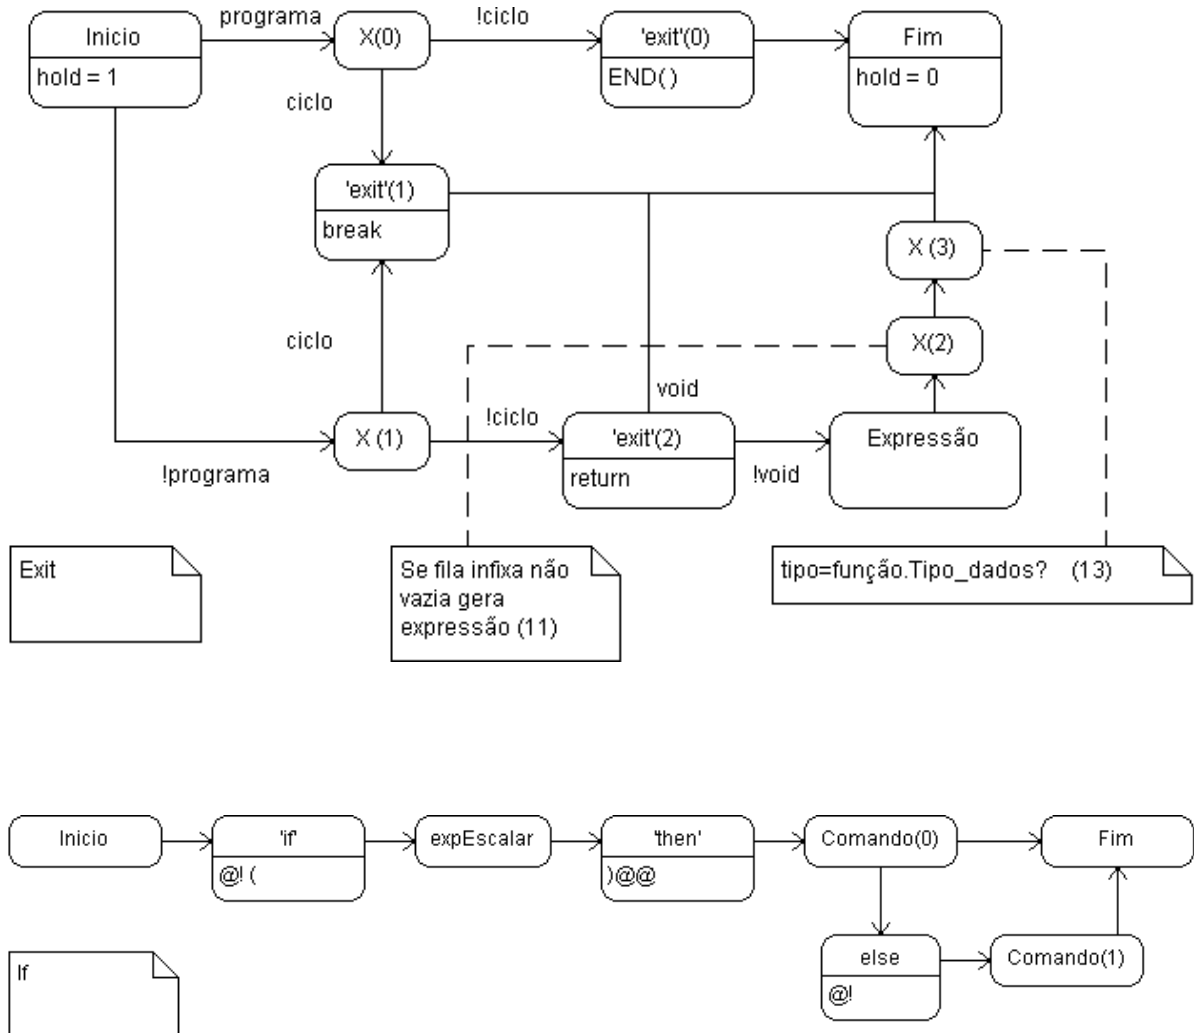 programa
!ciclo
Inicio
hold = 1
X(0)
'exit'(0)
END()
Fim
hold = 0
ciclo
'exit'(1)
break
X (3)
X(2)
ciclo
void
!ciclo
X (1)
'exit'(2)
return
Expressão
!programa
!void
Exit
Se fila infixa não
vazia gera
expressão (11)
tipo=função.Tipo_dados? (13)
Inicio
'if'
@! (
expEscalar
'then'
)@@
Comando(0)
Fim
else
@!
Comando(1)
If